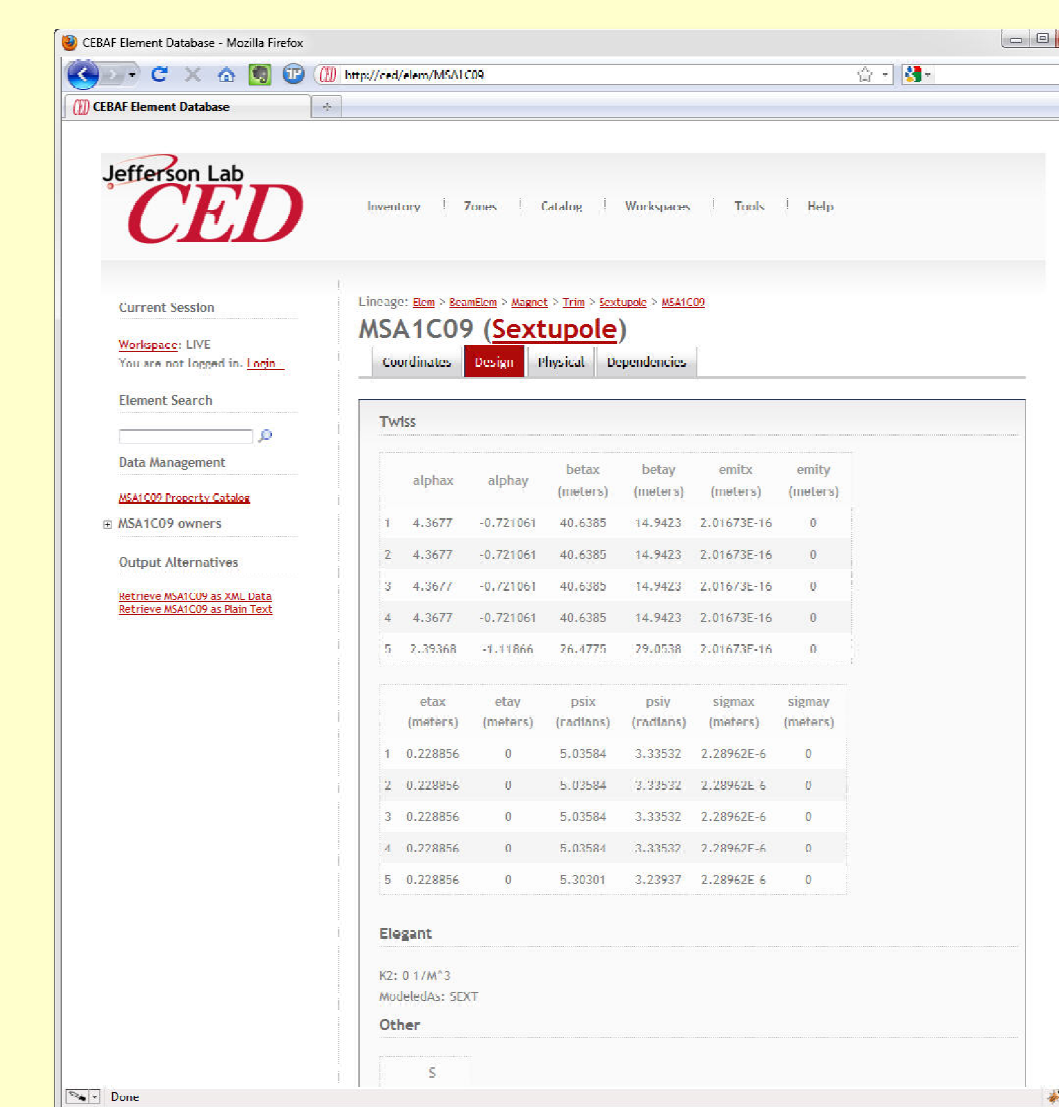 CEBAF Element Database - Mozilla Firefox
http://ced/elem/MSA1C09
CEBAF Element Database
Jefferson Lab
CED
Inventory Zones Catalog Workspaces Tools Help
Current Session
Workspace: LIVE
You are not logged in. Login
Element Search
Data Management
MSA1C09 Property Catalog
MSA1C09 owners
Output Alternatives
Retrieve MSA1C09 as XML Data
Retrieve MSA1C09 as Plain Text
Lineage: Elem > BeamElem > Magnet > Trim > Sextupole > MSA1C09
MSA1C09 (Sextupole)
Coordinates Design Physical Dependencies
Twiss
alphax alphay betax (meters) betay (meters) emitx (meters) emity (meters)
1 4.3677 -0.721061 40.6385 14.9423 2.01673E-16 0
2 4.3677 -0.721061 40.6385 14.9423 2.01673E-16 0
3 4.3677 -0.721061 40.6385 14.9423 2.01673E-16 0
4 4.3677 -0.721061 40.6385 14.9423 2.01673E-16 0
5 2.39368 -1.11866 26.4775 29.0538 2.01673E-16 0
etax (meters) etay (meters) psix (radians) psiy (radians) sigmax (meters) sigmay (meters)
1 0.228856 0 5.03584 3.33532 2.28962E-6 0
2 0.228856 0 5.03584 3.33532 2.28962E-6 0
3 0.228856 0 5.03584 3.33532 2.28962E-6 0
4 0.228856 0 5.03584 3.33532 2.28962E-6 0
5 0.228856 0 5.30301 3.23937 2.28962E-6 0
Elegant
K2: 0 1/M^3
ModeledAs: SEXT
Other
S
Done